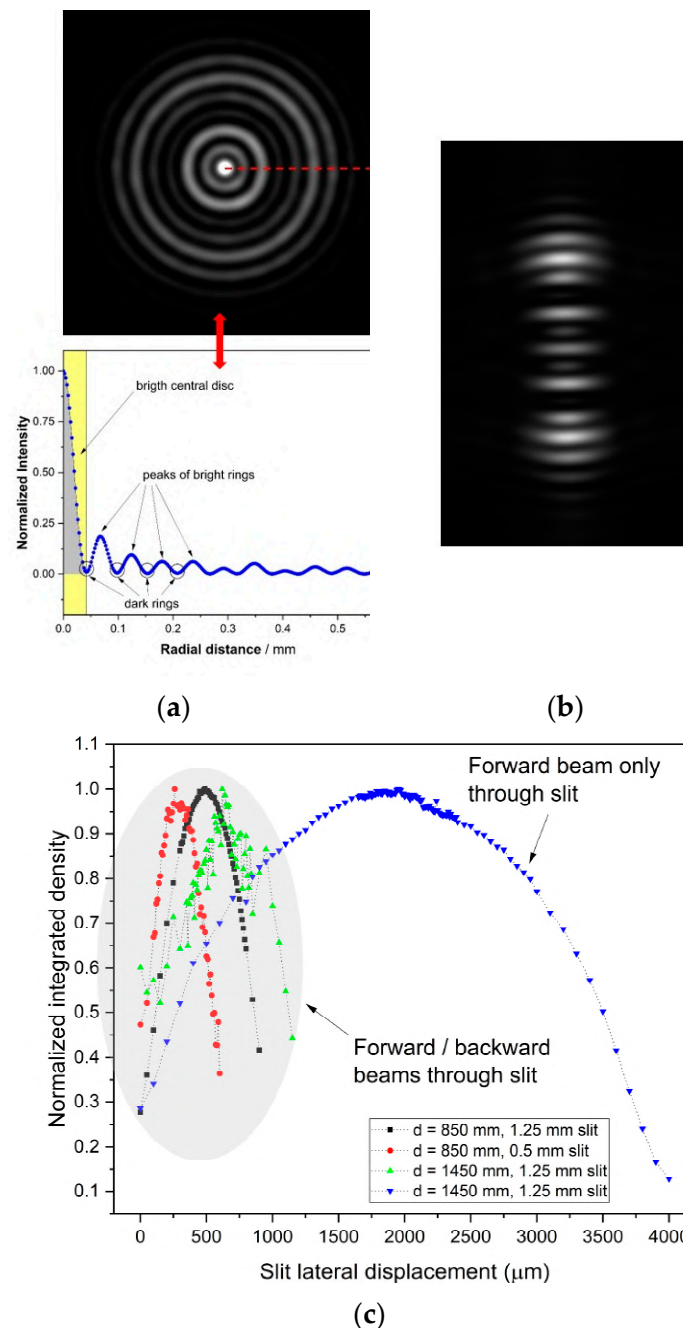 1.00
0.75
0.50
0.25
0.00
Normalized Intensity
brigth central disc
peaks of bright rings
dark rings
0.0 0.1 0.2 0.3 0.4 0.5
Radial distance / mm
(a)
(b)
1.1
1.0
0.9
0.8
0.7
0.6
0.5
0.4
0.3
0.2
0.1
Normalized integrated density
Forward beam only
through slit
Forward / backward
beams through slit
d = 850 mm, 1.25 mm slit
d = 850 mm, 0.5 mm slit
d = 1450 mm, 1.25 mm slit
d = 1450 mm, 1.25 mm slit
0 500 1000 1500 2000 2500 3000 3500 4000
Slit lateral displacement (μm)
(c)